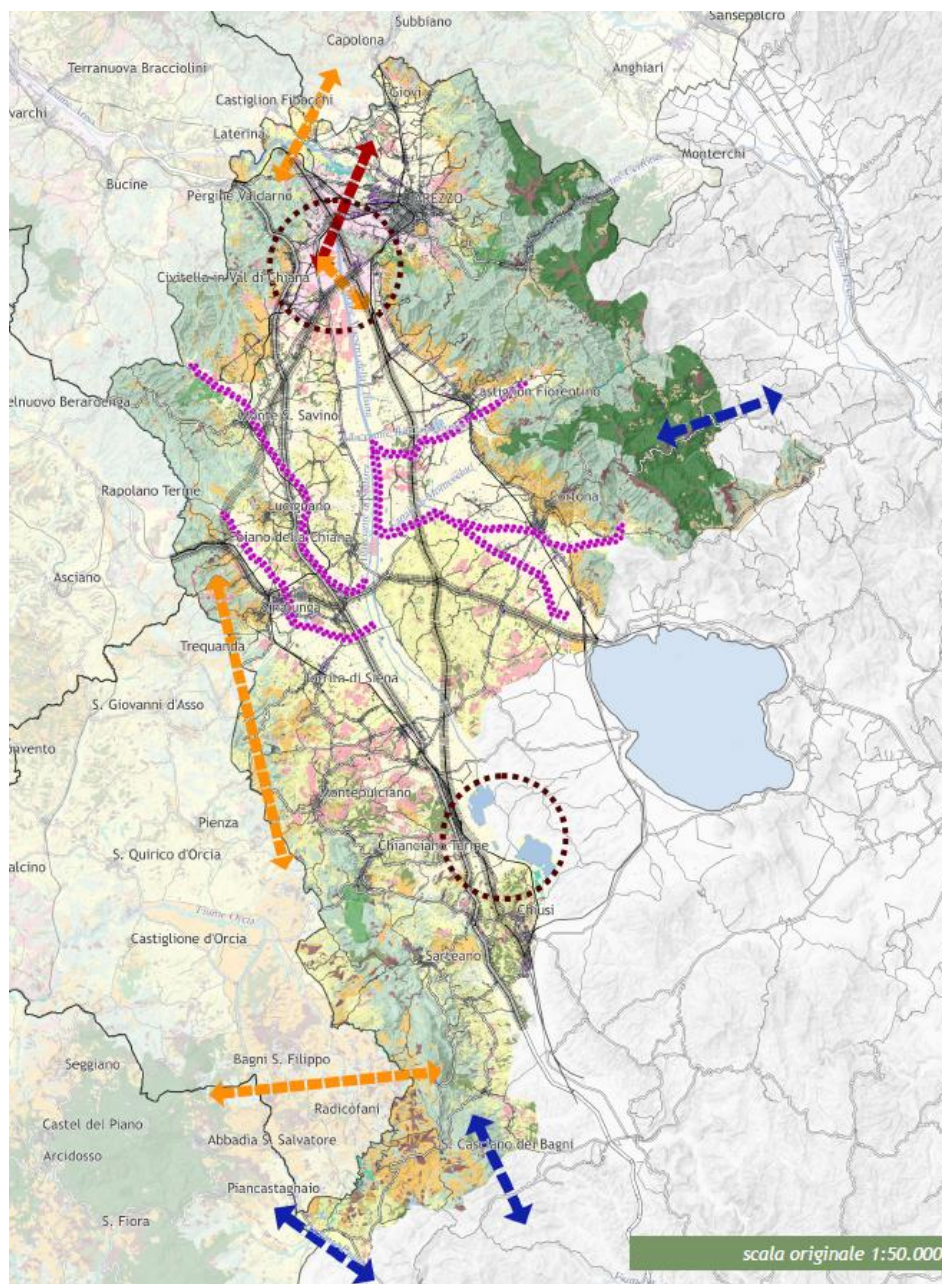 Subbiano
Sansepolcro
Capolona
Terranuova Bracciolini
Anghiari
Castiglion Fibocchi
Giovi
varchi
Laterina
Monterchi
Bucine
Pergine Valdarno
AREZZO
Civitella in Val di Chiana
elnuovo Berardenga
Castiglion Fiorentino
Monte S. Savino
Rapolano Terme
Lucignano
Cortona
Foiano della Chiana
Asciano
Sinalunga
Trequanda
Torrita di Siena
S. Giovanni d'Asso
onvento
Montepulciano
Pienza
Chianciano Terme
S. Quirico d'Orcia
alcino
Fiume Orcia
Chiusi
Castiglione d'Orcia
Sarteano
Bagni S. Filippo
Seggiano
Radicofani
Castel del Piano
Abbadia S. Salvatore
S. Casciano dei Bagni
Arcidosso
Piancastagnaio
S. Fiora
scala originale 1:50.000